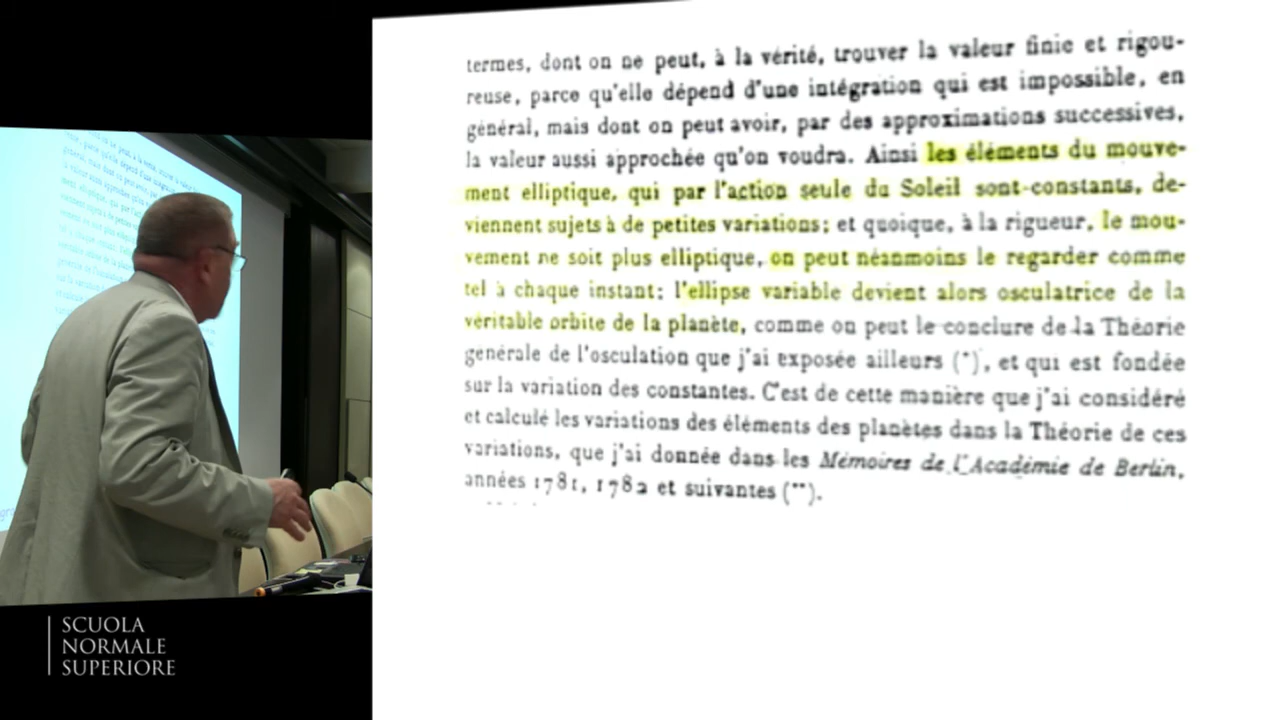 termes, dont on ne peut, à la vérité, trouver la valeur finie et rigou-
reuse, parce qu'elle dépend d'une intégration qui est impossible, en
général, mais dont on peut avoir, par des approximations successives,
la valeur aussi approchée qu'on voudra. Ainsi les éléments du mouve-
ment elliptique, qui par l'action seule du Soleil sont constants, de-
viennent sujets à de petites variations; et quoique, à la rigueur, le mou-
vement ne soit plus elliptique, on peut néanmoins le regarder comme
tel à chaque instant: l'ellipse variable devient alors osculatrice de la
véritable orbite de la planète, comme on peut le conclure de la Théorie
générale de l'osculation que j'ai exposée ailleurs (*), et qui est fondée
sur la variation des constantes. C'est de cette manière que j'ai considéré
et calculé les variations des éléments des planètes dans la Théorie de ces
variations, que j'ai donnée dans les Mémoires de l'Académie de Berlin,
années 1781, 1782 et suivantes (**).
SCUOLA
NORMALE
SUPERIORE